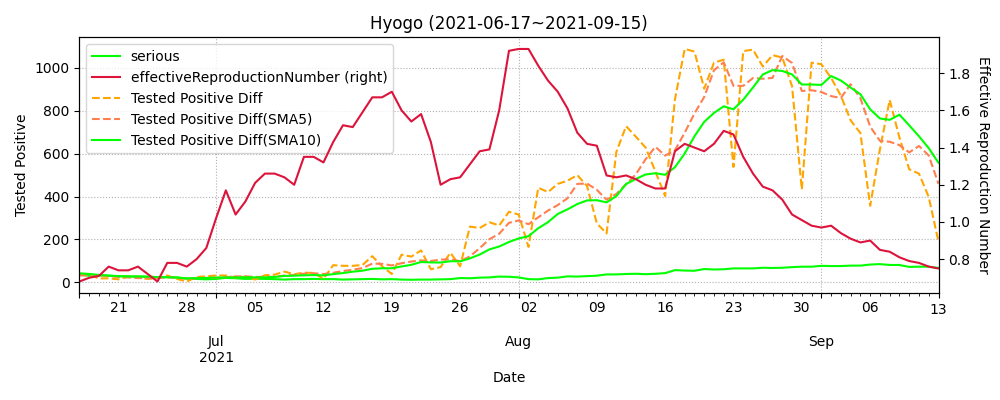 Hyogo (2021-06-17~2021-09-15)
serious
effectiveReproductionNumber (right)
Tested Positive Diff
Tested Positive Diff(SMA5)
Tested Positive Diff(SMA10)
Tested Positive
1000
800
600
400
200
0
1.8
1.6
1.4
1.2
1.0
0.8
Effective Reproduction Number
21 28 05 12 19 26 02 09 16 23 30 06 13
Jul Aug Sep
2021
Date